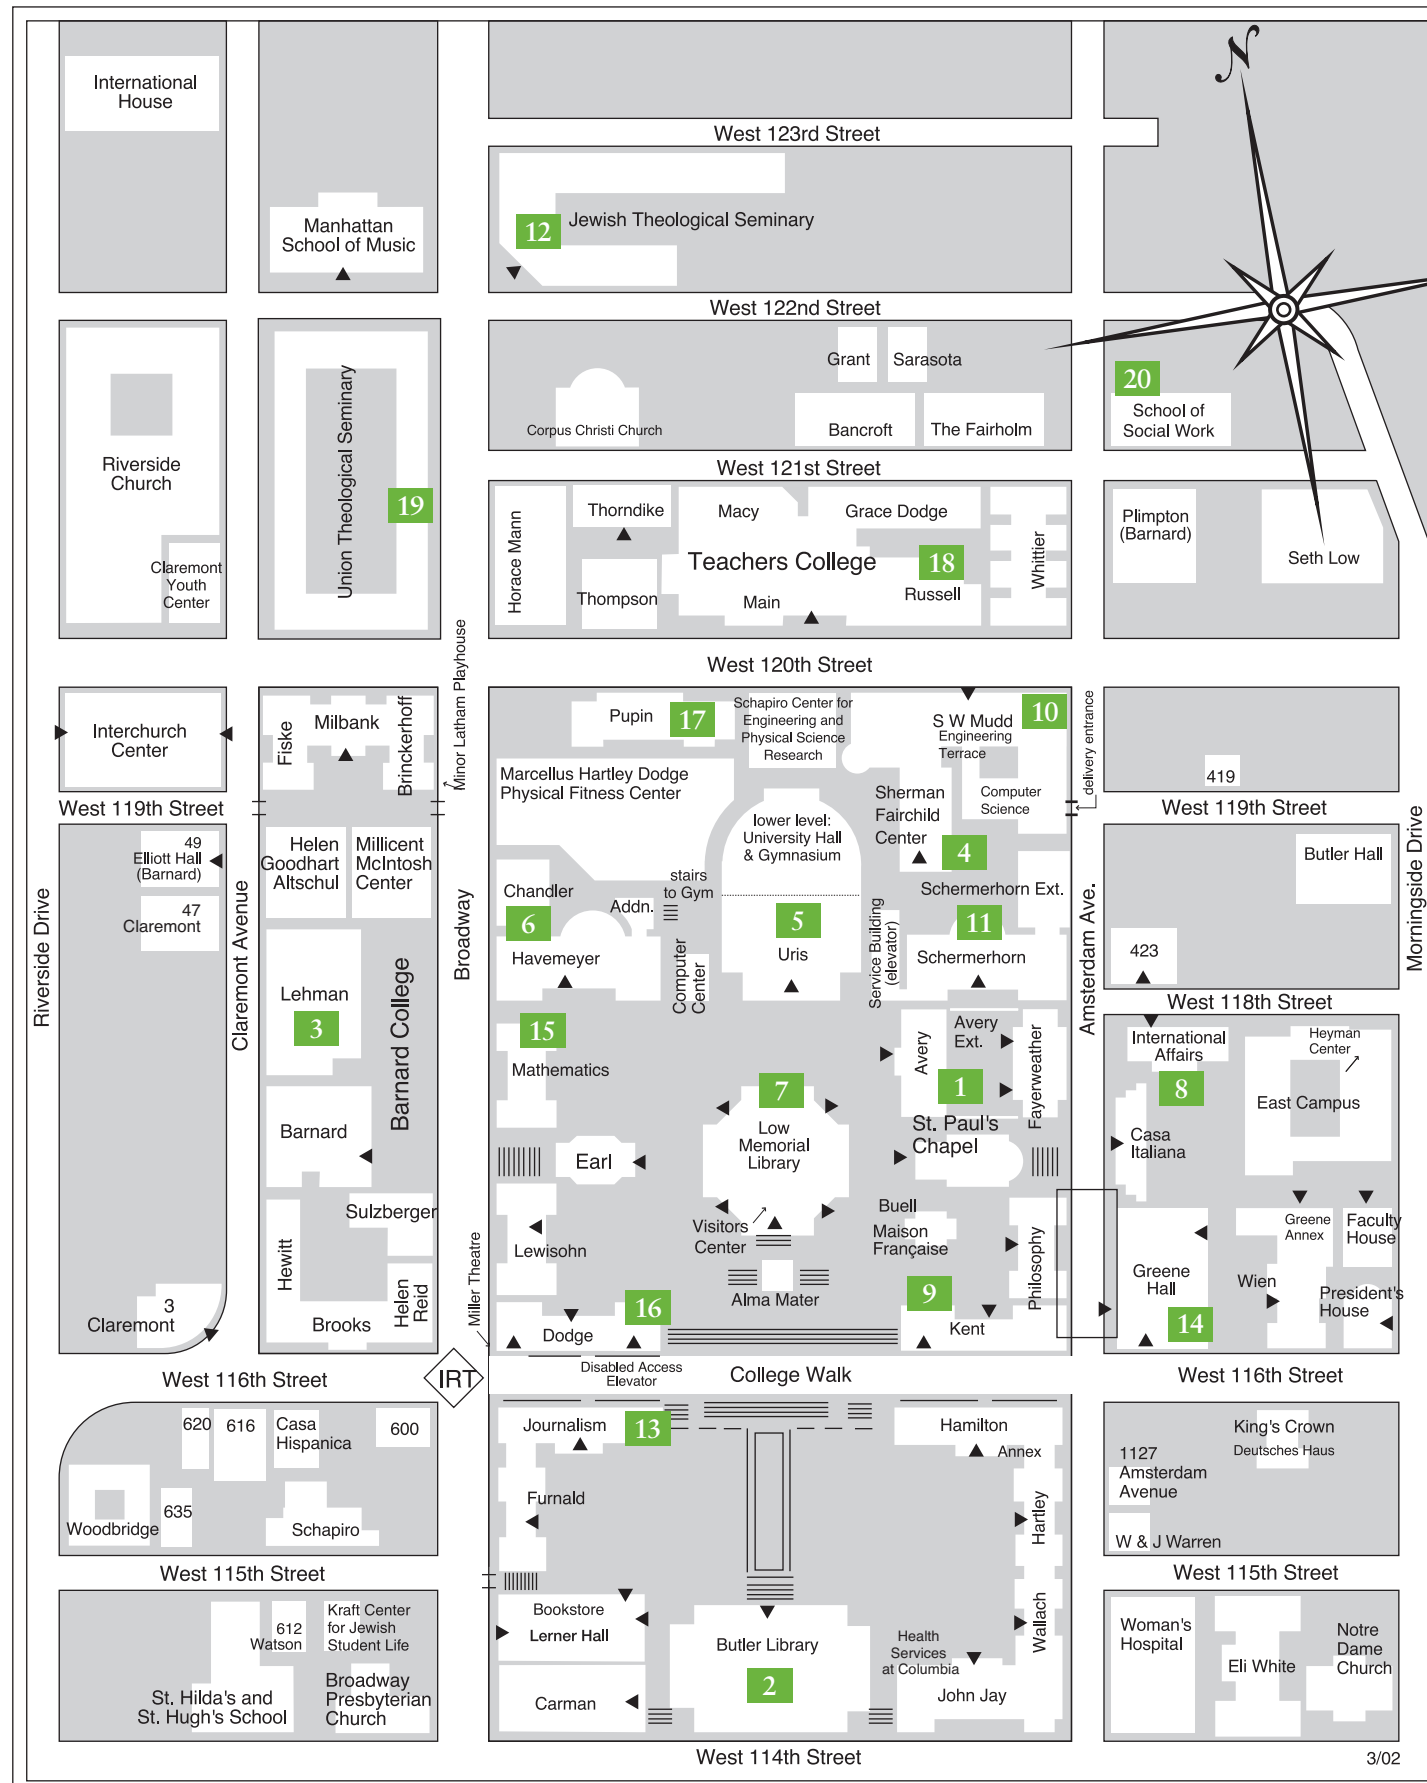 N
International
House
West 123rd Street
Manhattan
School of Music
12
Jewish Theological Seminary
West 122nd Street
Grant
Sarasota
20
School of
Social Work
Corpus Christi Church
Bancroft
The Fairholm
Riverside
Church
Union Theological Seminary
19
West 121st Street
Claremont
Youth
Center
Horace Mann
Thorndike
Macy
Grace Dodge
Teachers College
18
Thompson
Main
Russell
Whittier
Plimpton
(Barnard)
Seth Low
West 120th Street
Minor Latham Playhouse
Interchurch
Center
Fiske
Milbank
Brinckerhoff
Pupin
17
Schapiro Center for
Engineering and
Physical Science
Research
S W Mudd
Engineering
Terrace
10
delivery entrance
419
Marcellus Hartley Dodge
Physical Fitness Center
Sherman
Fairchild
Center
4
Computer
Science
West 119th Street
West 119th Street
lower level:
University Hall
& Gymnasium
49
Elliott Hall
(Barnard)
47
Claremont
Helen
Goodhart
Altschul
Millicent
McIntosh
Center
Butler Hall
Riverside Drive
Claremont Avenue
Broadway
Amsterdam Ave.
Morningside Drive
Chandler
6
Addn.
stairs
to Gym
Schermerhorn Ext.
11
5
Uris
Havemeyer
Computer
Center
Service Building
(elevator)
Schermerhorn
423
West 118th Street
Lehman
3
Barnard College
15
Mathematics
Avery
Avery
Ext.
1
Fayerweather
International
Affairs
8
Heyman
Center
East Campus
7
Low
Memorial
Library
St. Paul's
Chapel
Barnard
Earl
Casa
Italiana
Sulzberger
Hewitt
Lewisohn
Visitors
Center
Buell
Maison
Française
Philosophy
Greene
Annex
Faculty
House
Greene
Hall
14
Wien
President's
House
3
Claremont
Brooks
Helen
Reid
Miller Theatre
Alma Mater
16
Dodge
9
Kent
Disabled Access
Elevator
West 116th Street
IRT
College Walk
West 116th Street
620
616
Casa
Hispanica
600
Journalism
13
Hamilton
Annex
King's Crown
Deutsches Haus
1127
Amsterdam
Avenue
Woodbridge
635
Schapiro
Furnald
Hartley
W & J Warren
West 115th Street
West 115th Street
612
Watson
Kraft Center
for Jewish
Student Life
Bookstore
Lerner Hall
Butler Library
2
Health
Services
at Columbia
Wallach
Woman's
Hospital
Eli White
Notre
Dame
Church
St. Hilda's and
St. Hugh's School
Broadway
Presbyterian
Church
Carman
John Jay
West 114th Street
3/02